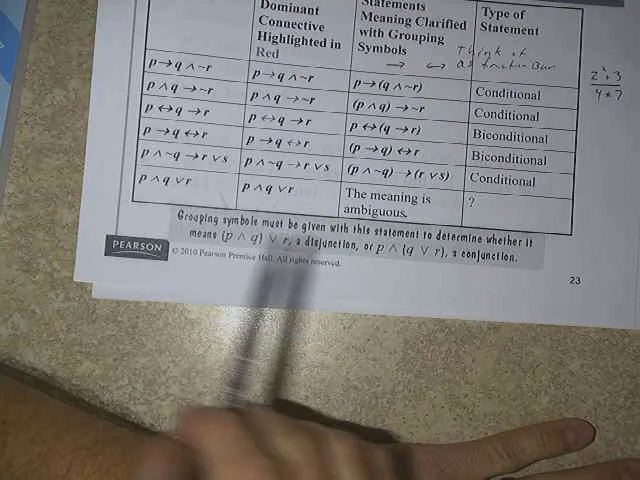 Dominant Connective Highlighted in Red
Statements Meaning Clarified with Grouping Symbols
Type of Statement
→ ↔ Think of as fraction Bar
2² + 3
4 + 7
p → q ∧ ~r p → q ∧ ~r p → (q ∧ ~r) Conditional
p ∧ q → ~r p ∧ q → ~r (p ∧ q) → ~r Conditional
p ↔ q → r p ↔ q → r p ↔ (q → r) Biconditional
p → q ↔ r p → q ↔ r (p → q) ↔ r Biconditional
p ∧ ~q → r ∨ s p ∧ ~q → r ∨ s (p ∧ ~q) → (r ∨ s) Conditional
p ∧ q ∨ r p ∧ q ∨ r The meaning is ambiguous. ?
Grouping symbols must be given with this statement to determine whether it
means (p ∧ q) ∨ r, a disjunction, or p ∧ (q ∨ r), a conjunction.
PEARSON © 2010 Pearson Prentice Hall. All rights reserved.
23